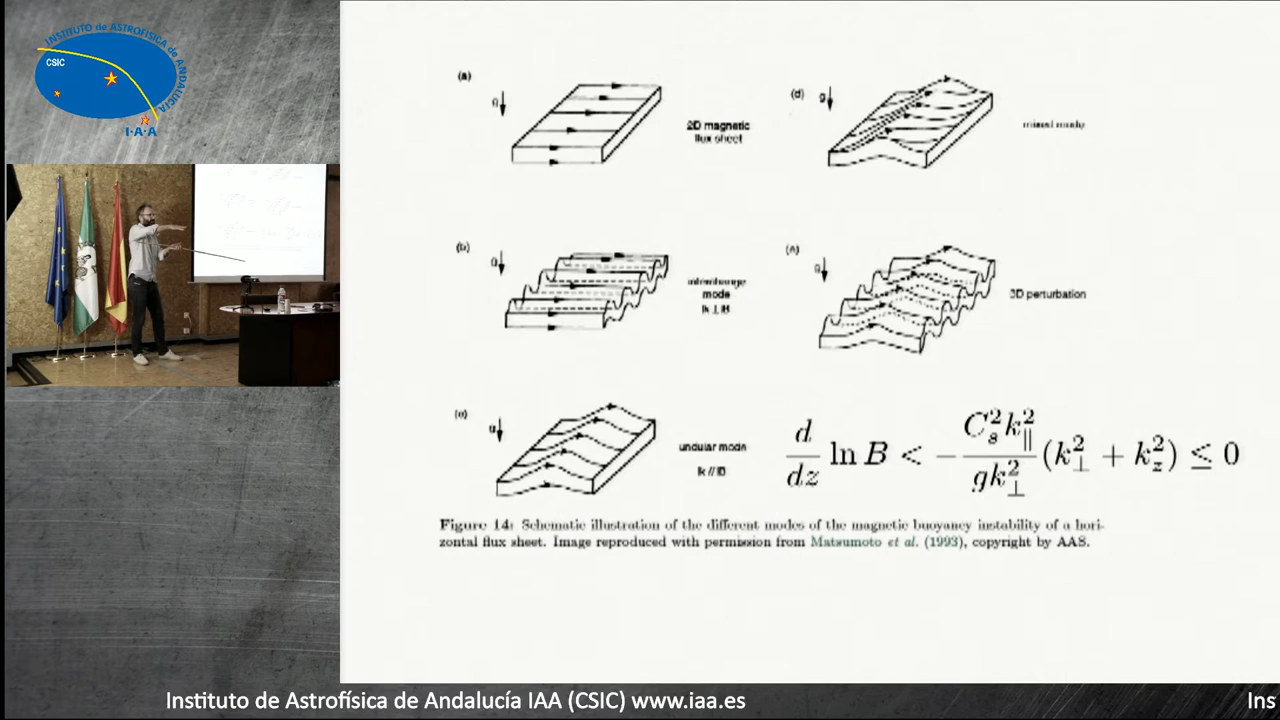 INSTITUTO de ASTROFÍSICA de ANDALUCÍA
CSIC
I·A·A
(a)
g
2D magnetic
flux sheet
(d)
g
mixed mode
(b)
g
interchange
mode
k ⊥ B
(e)
g
3D perturbation
(c)
g
undular mode
k // B
d/dz ln B < − C_s^2 k_∥^2 / g k_⊥^2 (k_⊥^2 + k_z^2) ≤ 0
Figure 14: Schematic illustration of the different modes of the magnetic buoyancy instability of a hori-
zontal flux sheet. Image reproduced with permission from Matsumoto et al. (1993), copyright by AAS.
Instituto de Astrofísica de Andalucía IAA (CSIC) www.iaa.es
Ins